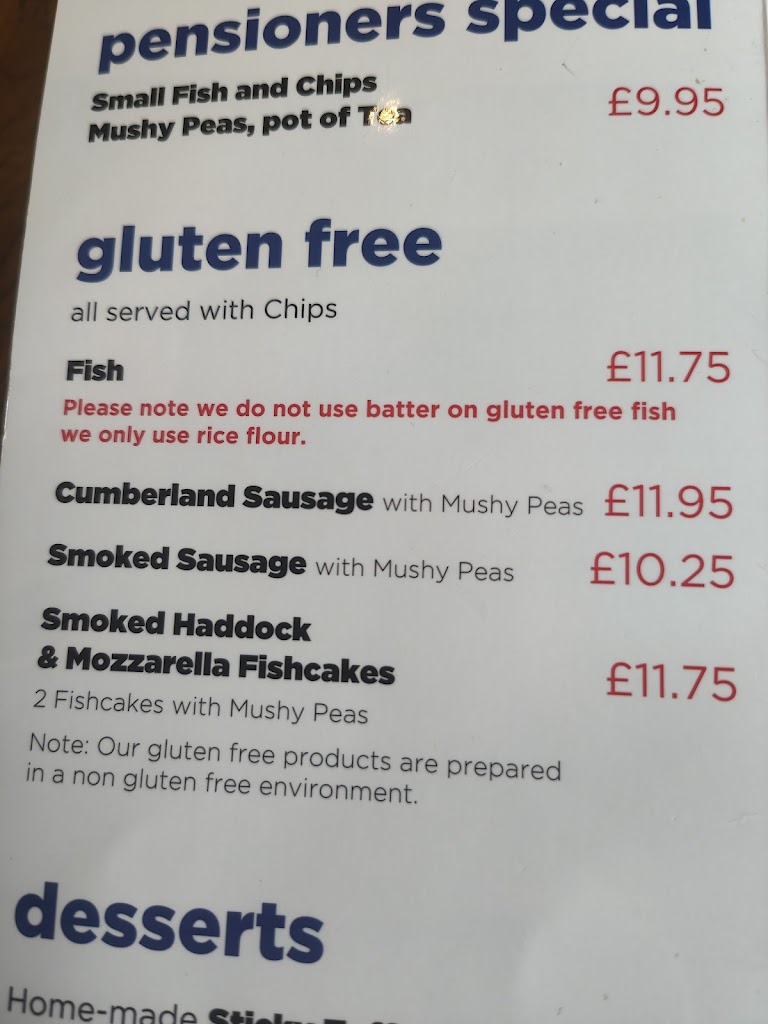 pensioners special
Small Fish and Chips
Mushy Peas, pot of Tea £9.95
gluten free
all served with Chips
Fish £11.75
Please note we do not use batter on gluten free fish
we only use rice flour.
Cumberland Sausage with Mushy Peas £11.95
Smoked Sausage with Mushy Peas £10.25
Smoked Haddock
& Mozzarella Fishcakes £11.75
2 Fishcakes with Mushy Peas
Note: Our gluten free products are prepared
in a non gluten free environment.
desserts
Home-made Sticky